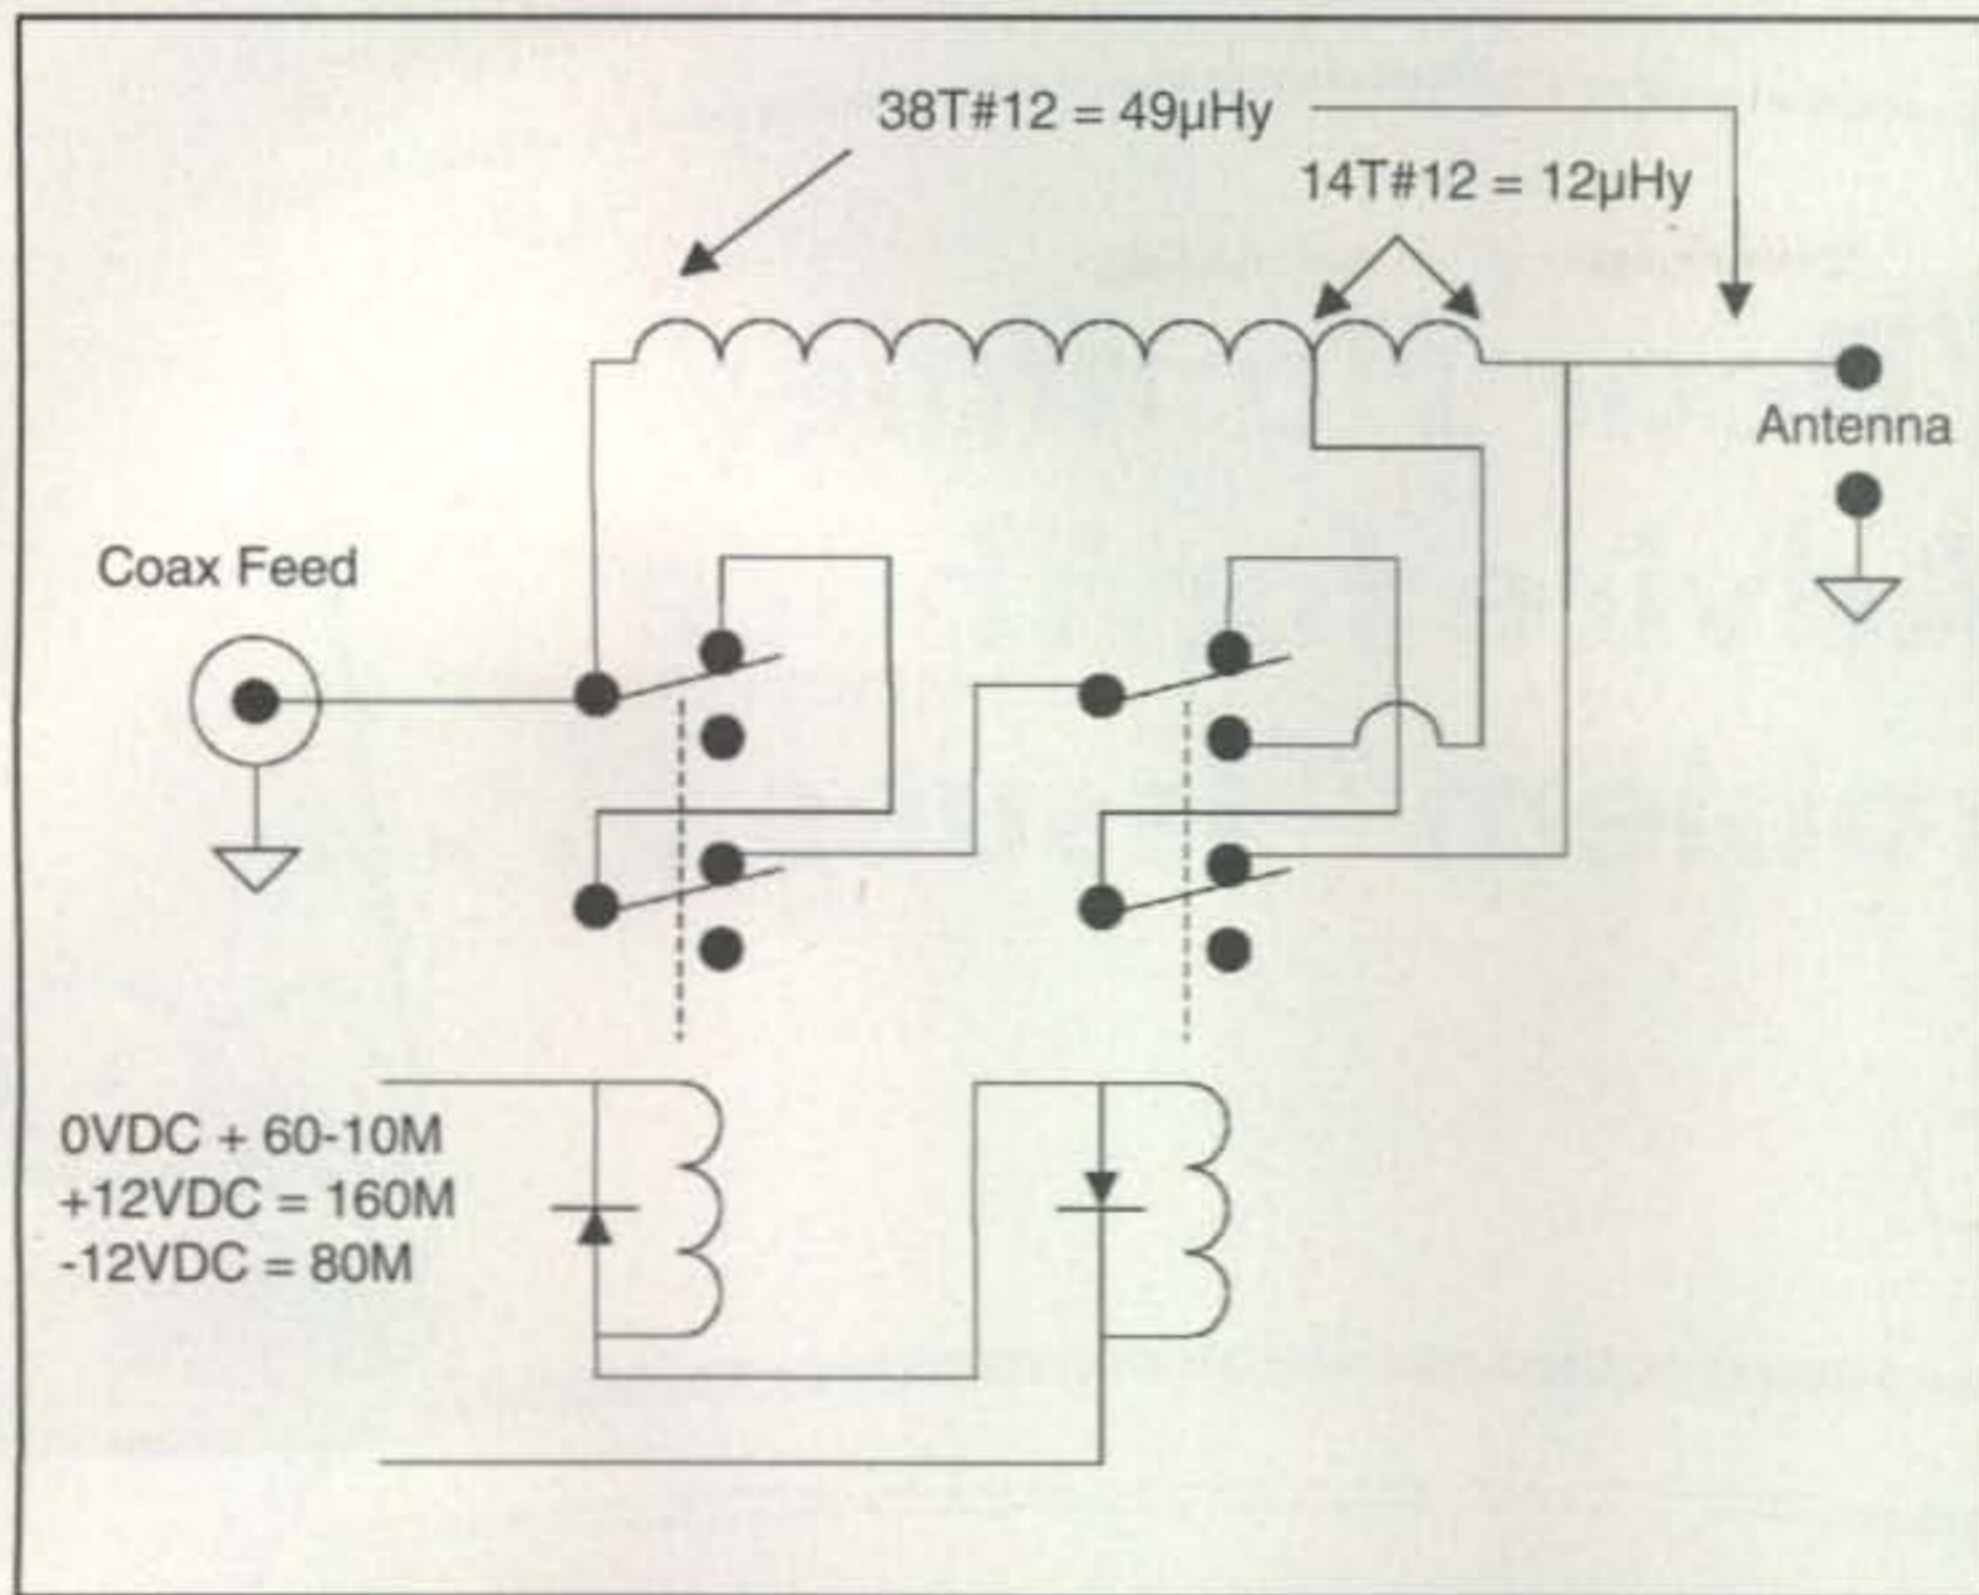 38T#12 = 49µHy
14T#12 = 12µHy
Antenna
Coax Feed
0VDC + 60-10M
+12VDC = 160M
-12VDC = 80M